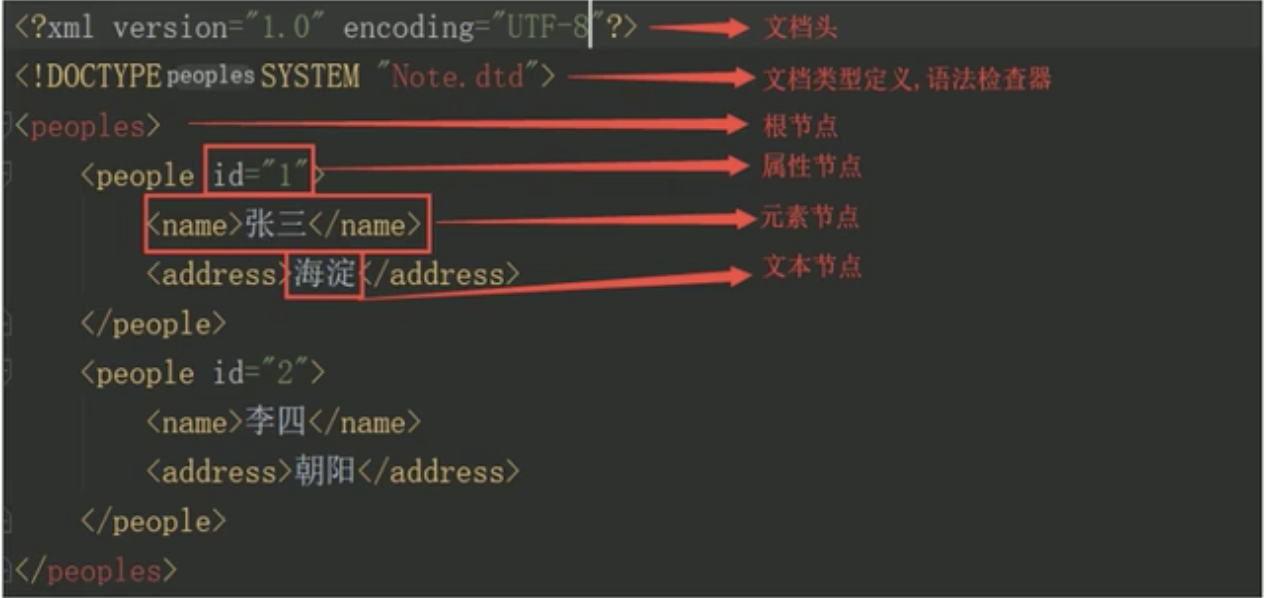 <?xml version="1.0" encoding="UTF-8"?> 文档头
<!DOCTYPE peoples SYSTEM "Note.dtd"> 文档类型定义,语法检查器
<peoples> 根节点
<people id="1"> 属性节点
<name>张三</name> 元素节点
<address>海淀</address> 文本节点
</people>
<people id="2">
<name>李四</name>
<address>朝阳</address>
</people>
</peoples>